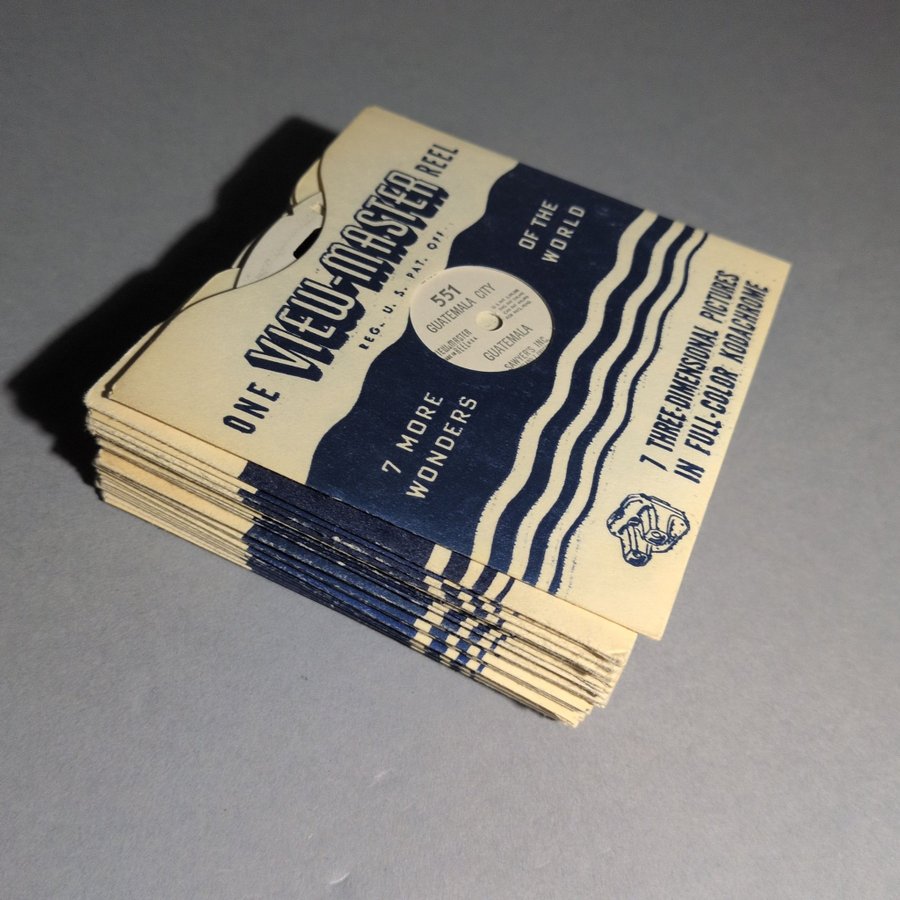 ONE VIEW-MASTER REEL
REG. U. S. PAT. OFF.
7 MORE
WONDERS
OF THE
WORLD
551
GUATEMALA CITY
GUATEMALA
SAWYER'S INC.
7 THREE-DIMENSIONAL PICTURES
IN FULL-COLOR KODACHROME